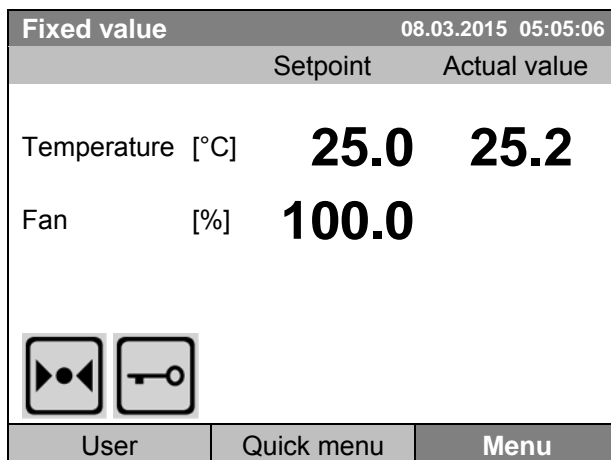 Fixed value 08.03.2015 05:05:06
Setpoint Actual value
Temperature [°C] 25.0 25.2
Fan [%] 100.0
User Quick menu Menu